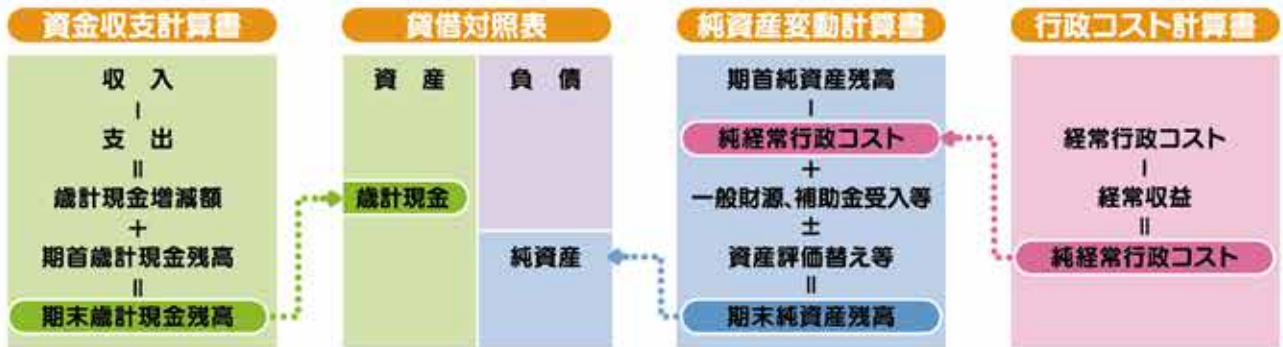 資金収支計算書
収 入
−
支 出
=
歳計現金増減額
+
期首歳計現金残高
=
期末歳計現金残高
貸借対照表
資 産
歳計現金
負 債
純資産
純資産変動計算書
期首純資産残高
−
純経常行政コスト
+
一般財源、補助金受入等
±
資産評価替え等
=
期末純資産残高
行政コスト計算書
経常行政コスト
−
経常収益
=
純経常行政コスト